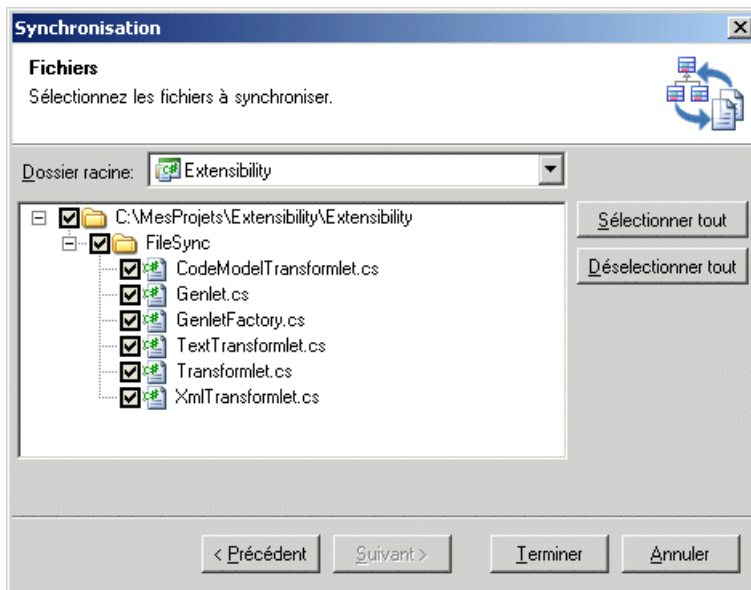 Synchronisation
Fichiers
Sélectionnez les fichiers à synchroniser.
Dossier racine: Extensibility
C:\MesProjets\Extensibility\Extensibility
Sélectionner tout
FileSync
CodeModelTransformlet.cs
Déselectionner tout
Genlet.cs
GenletFactory.cs
TextTransformlet.cs
Transformlet.cs
XmlTransformlet.cs
< Précédent Suivant > Terminer Annuler